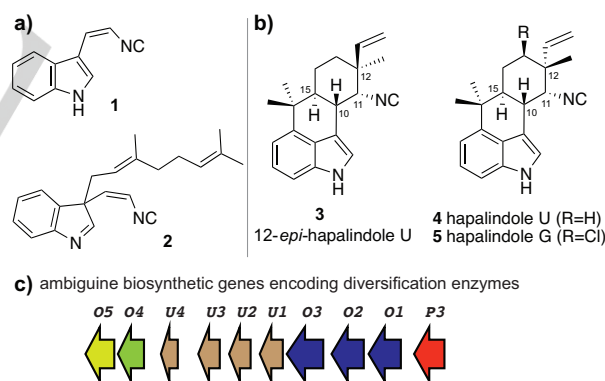 a)
NC
N
H
1
NC
N
2
b)
15
H
12
H
11
10
NC
N
H
3
12-epi-hapalindole U
R
15
H
12
H
11
10
NC
N
H
4 hapalindole U (R=H)
5 hapalindole G (R=Cl)
c) ambiguine biosynthetic genes encoding diversification enzymes
O5 O4 U4 U3 U2 U1 O3 O2 O1 P3